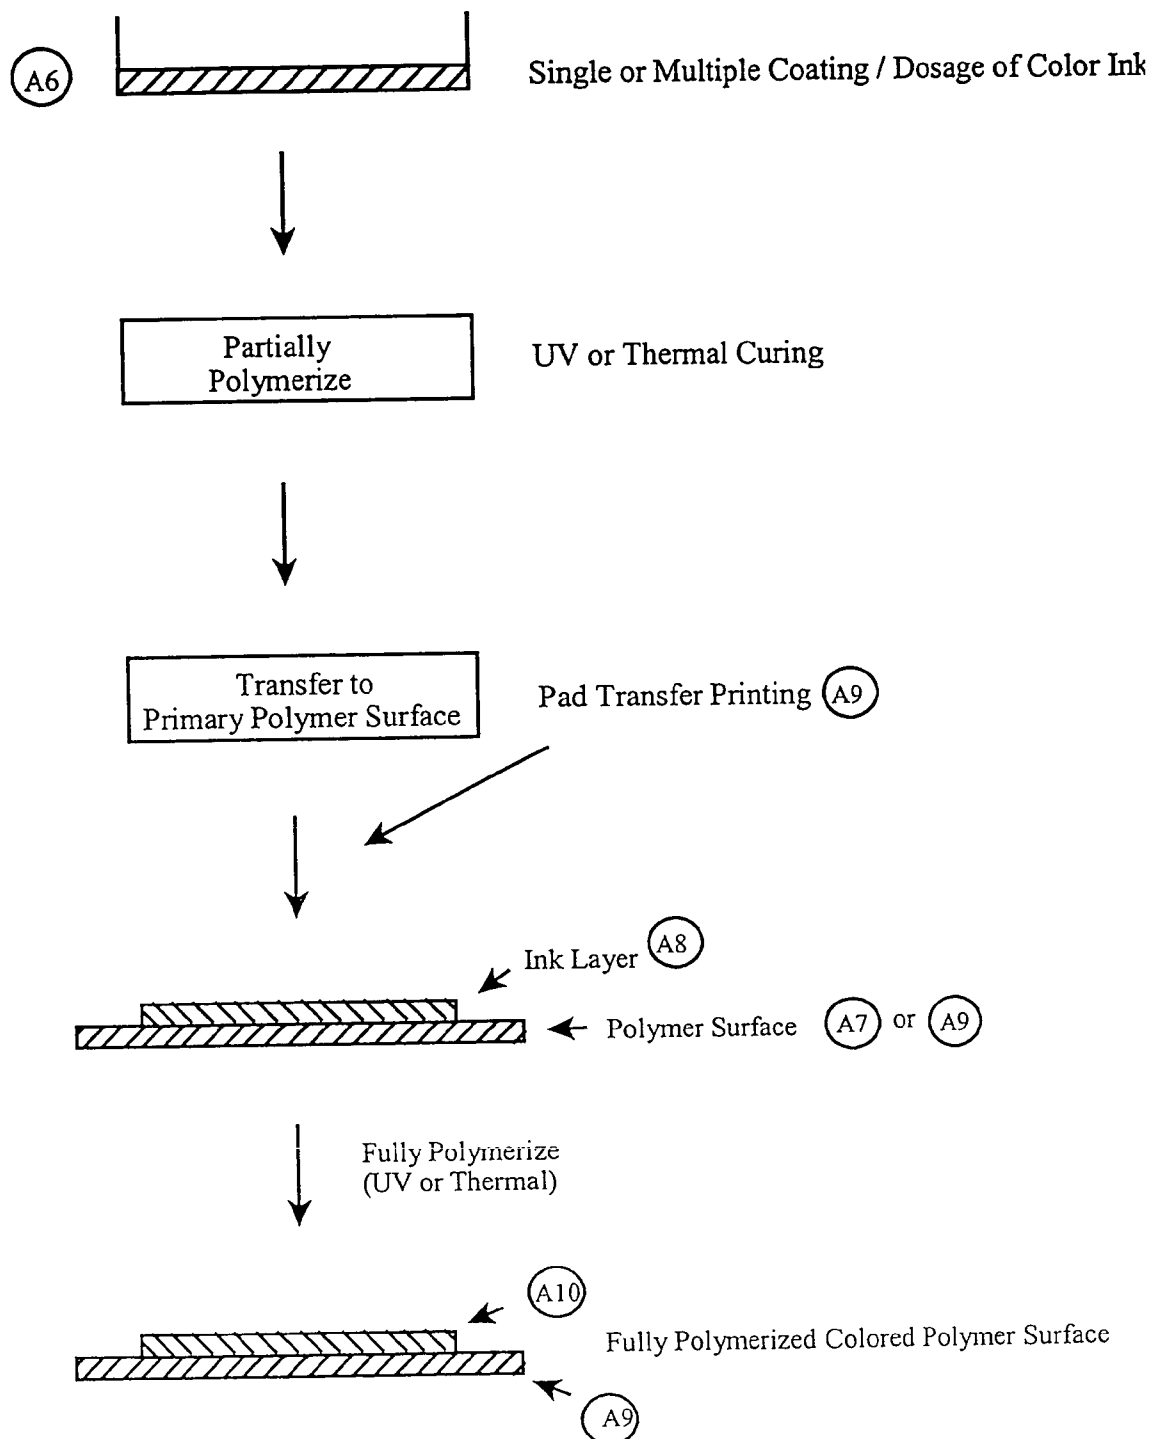 A6 Single or Multiple Coating / Dosage of Color Ink
Partially
Polymerize
UV or Thermal Curing
Transfer to
Primary Polymer Surface
Pad Transfer Printing A9
Ink Layer A8
Polymer Surface A7 or A9
Fully Polymerize
(UV or Thermal)
A10
Fully Polymerized Colored Polymer Surface
A9